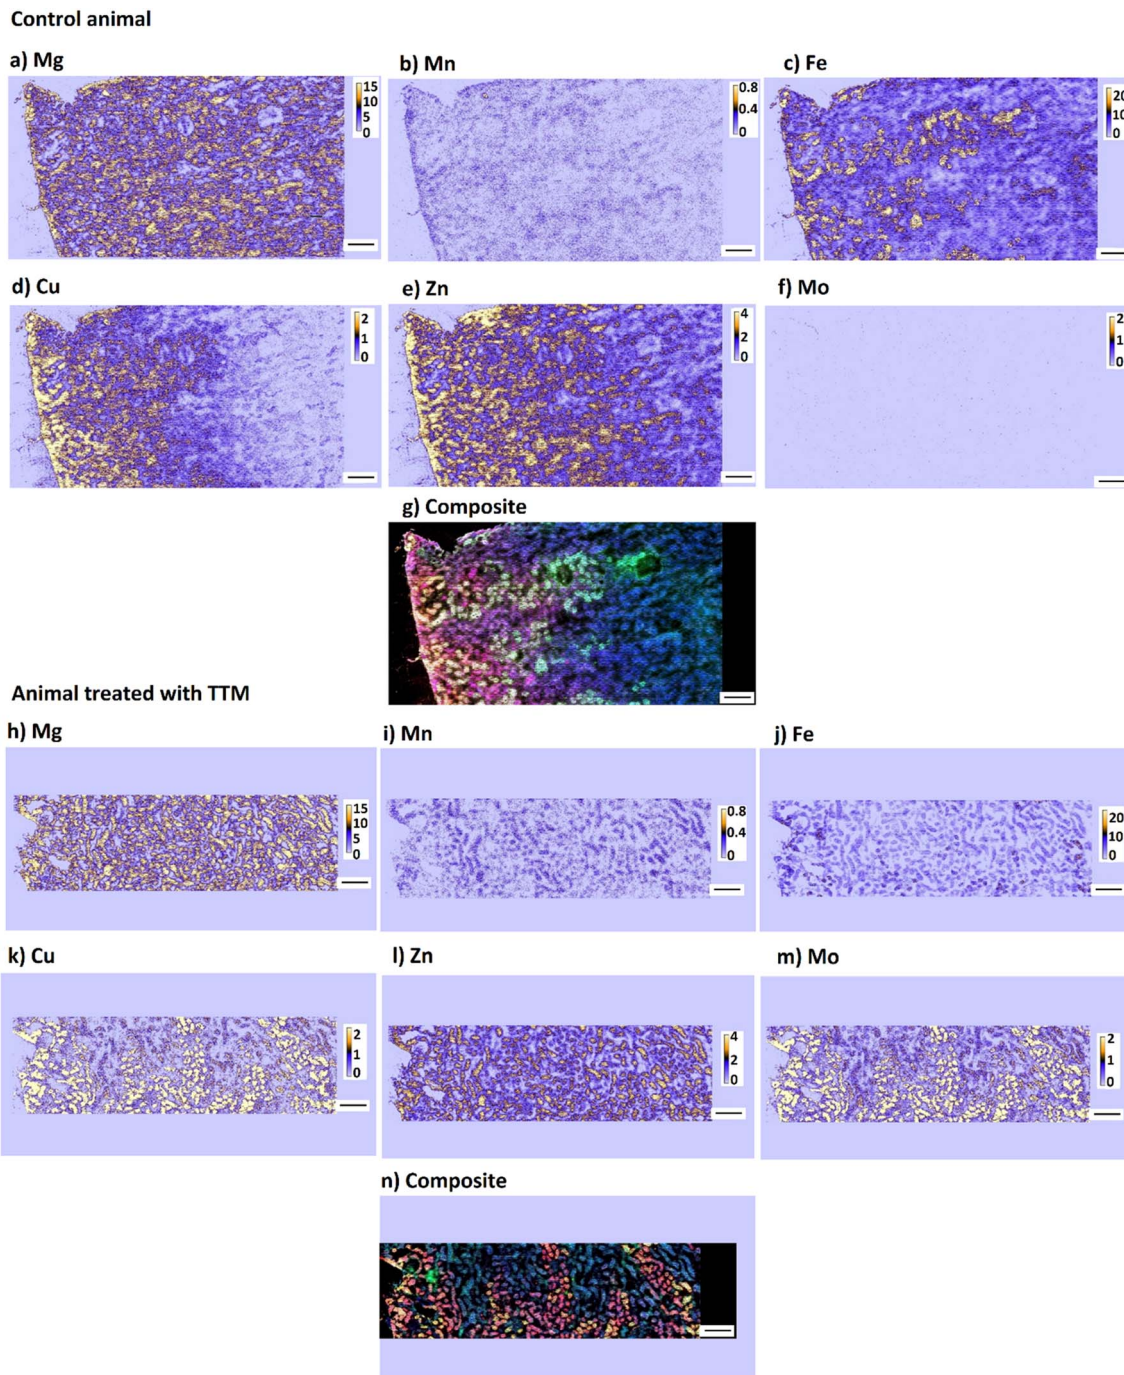 Control animal
a) Mg
b) Mn
c) Fe
15
10
5
0
0.8
0.4
0
20
10
0
d) Cu
e) Zn
f) Mo
2
1
0
4
2
0
2
1
0
g) Composite
Animal treated with TTM
h) Mg
i) Mn
j) Fe
15
10
5
0
0.8
0.4
0
20
10
0
k) Cu
l) Zn
m) Mo
2
1
0
4
2
0
2
1
0
n) Composite